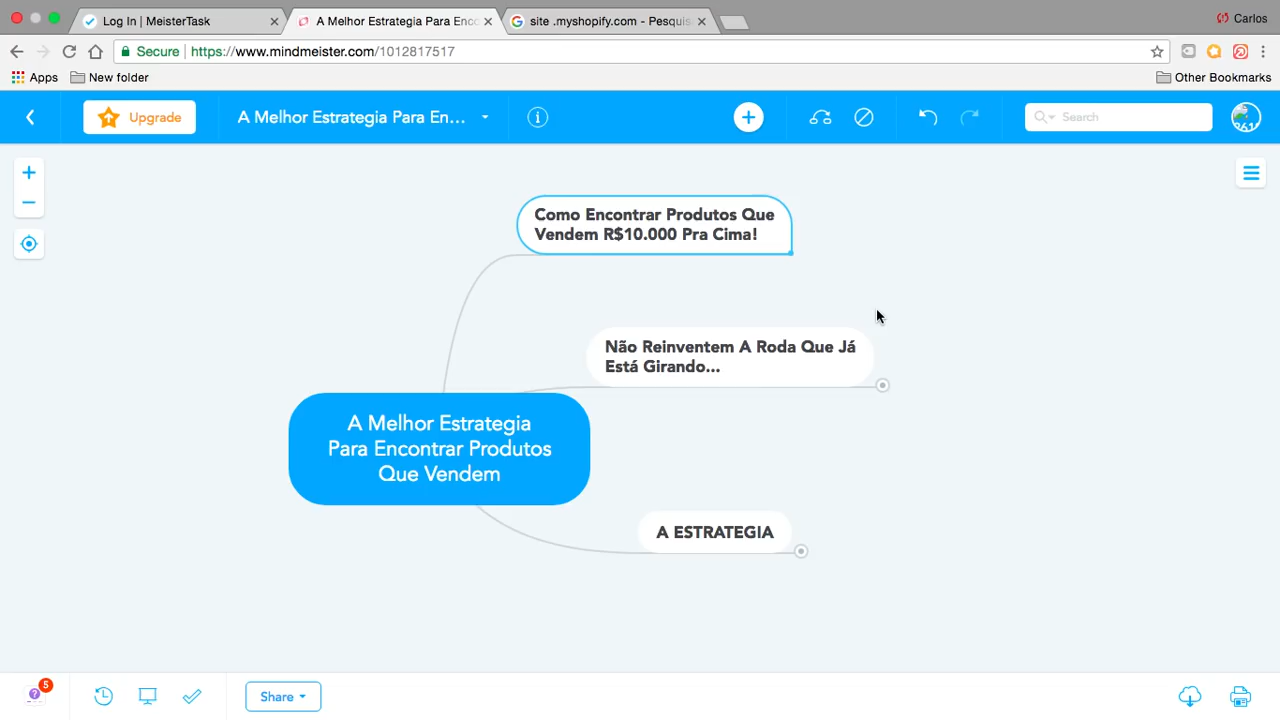 Log In | MeisterTask
A Melhor Estrategia Para Enc
site .myshopify.com - Pesquis
Carlos
Secure
https://www.mindmeister.com/1012817517
Apps
New folder
Other Bookmarks
Upgrade
A Melhor Estrategia Para En...
Search
Como Encontrar Produtos Que
Vendem R$10.000 Pra Cima!
Não Reinventem A Roda Que Já
Está Girando...
A Melhor Estrategia
Para Encontrar Produtos
Que Vendem
A ESTRATEGIA
5
Share